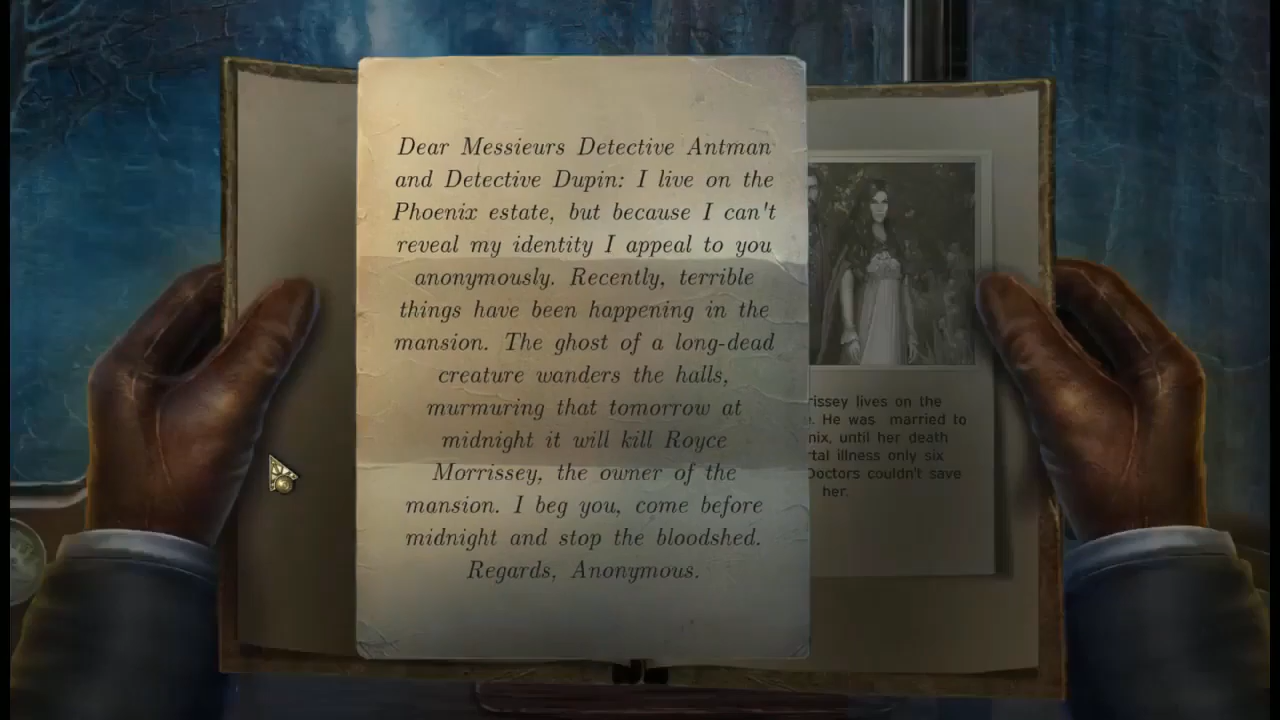 Dear Messieurs Detective Antman
and Detective Dupin: I live on the
Phoenix estate, but because I can't
reveal my identity I appeal to you
anonymously. Recently, terrible
things have been happening in the
mansion. The ghost of a long-dead
creature wanders the halls,
murmuring that tomorrow at
midnight it will kill Royce
Morrissey, the owner of the
mansion. I beg you, come before
midnight and stop the bloodshed.
Regards, Anonymous.
lives on the
He was married to
until her death
illness only six
Doctors couldn't save
her.